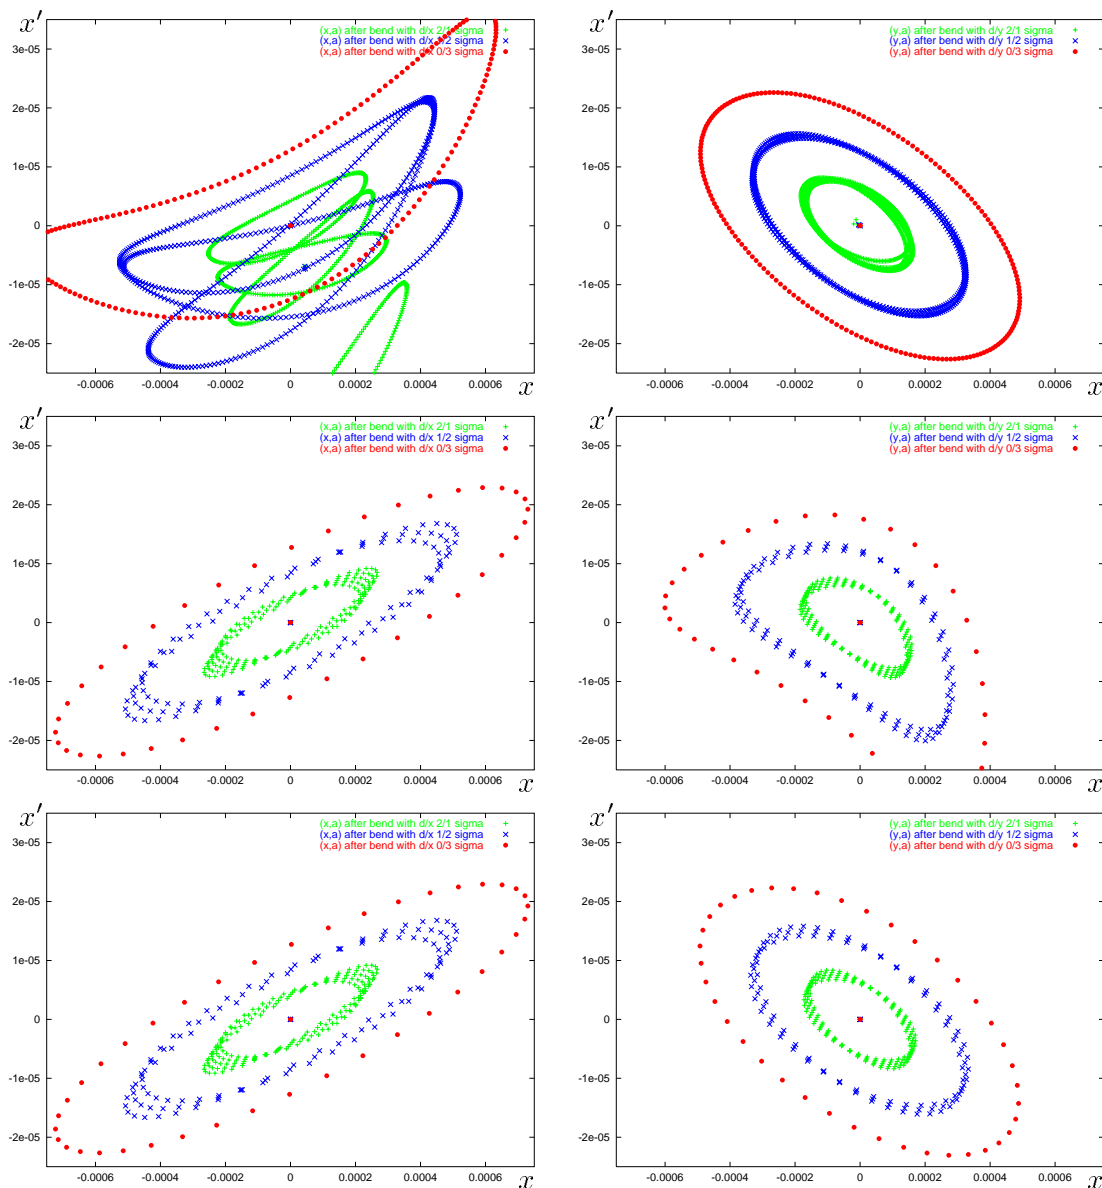 x′
3e-05
2e-05
1e-05
0
-1e-05
-2e-05
(x,a) after bend with d/x 2/1 sigma
(x,a) after bend with d/x 1/2 sigma
(x,a) after bend with d/x 0/3 sigma
-0.0006 -0.0004 -0.0002 0 0.0002 0.0004 0.0006
x
x′
3e-05
2e-05
1e-05
0
-1e-05
-2e-05
(y,a) after bend with d/y 2/1 sigma
(y,a) after bend with d/y 1/2 sigma
(y,a) after bend with d/y 0/3 sigma
-0.0006 -0.0004 -0.0002 0 0.0002 0.0004 0.0006
x
x′
3e-05
2e-05
1e-05
0
-1e-05
-2e-05
(x,a) after bend with d/x 2/1 sigma
(x,a) after bend with d/x 1/2 sigma
(x,a) after bend with d/x 0/3 sigma
-0.0006 -0.0004 -0.0002 0 0.0002 0.0004 0.0006
x
x′
3e-05
2e-05
1e-05
0
-1e-05
-2e-05
(y,a) after bend with d/y 2/1 sigma
(y,a) after bend with d/y 1/2 sigma
(y,a) after bend with d/y 0/3 sigma
-0.0006 -0.0004 -0.0002 0 0.0002 0.0004 0.0006
x
x′
3e-05
2e-05
1e-05
0
-1e-05
-2e-05
(x,a) after bend with d/x 2/1 sigma
(x,a) after bend with d/x 1/2 sigma
(x,a) after bend with d/x 0/3 sigma
-0.0006 -0.0004 -0.0002 0 0.0002 0.0004 0.0006
x
x′
3e-05
2e-05
1e-05
0
-1e-05
-2e-05
(y,a) after bend with d/y 2/1 sigma
(y,a) after bend with d/y 1/2 sigma
(y,a) after bend with d/y 0/3 sigma
-0.0006 -0.0004 -0.0002 0 0.0002 0.0004 0.0006
x